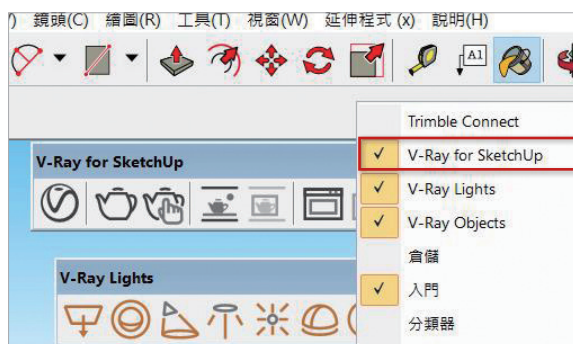 鏡頭(C) 繪圖(R) 工具(T) 視窗(W) 延伸程式 (x) 說明(H)
A1
Trimble Connect
V-Ray for SketchUp
V-Ray for SketchUp
V-Ray Lights
V-Ray Objects
倉儲
V-Ray Lights
入門
分類器